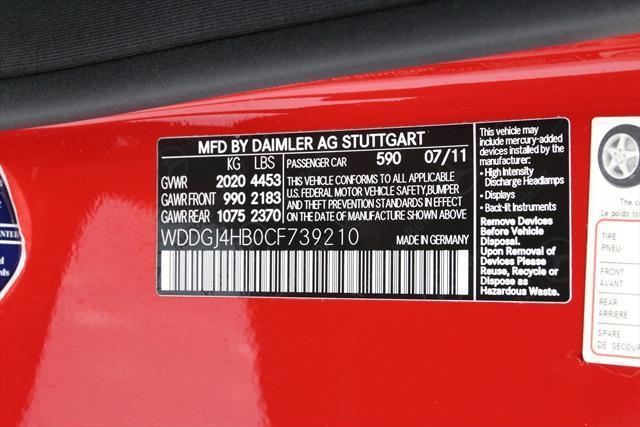 MFD BY DAIMLER AG STUTTGART
KG LBS
GVWR 2020 4453
GAWR FRONT 990 2183
GAWR REAR 1075 2370
PASSENGER CAR 590 07/11
THIS VEHICLE CONFORMS TO ALL APPLICABLE
U.S. FEDERAL MOTOR VEHICLE SAFETY, BUMPER
AND THEFT PREVENTION STANDARDS IN EFFECT
ON THE DATE OF MANUFACTURE SHOWN ABOVE
WDDGJ4HB0CF739210 MADE IN GERMANY
This vehicle may
include mercury-added
devices installed by the
manufacturer:
• High Intensity
Discharge Headlamps
• Displays
• Back-lit Instruments
Remove Devices
Before Vehicle
Disposal.
Upon Removal of
Devices Please
Reuse, Recycle or
Dispose as
Hazardous Waste.
The c
Le poids to
TIRE
PNEU
FRONT
AVANT
REAR
ARRIÈRE
SPARE
DE SECOUR